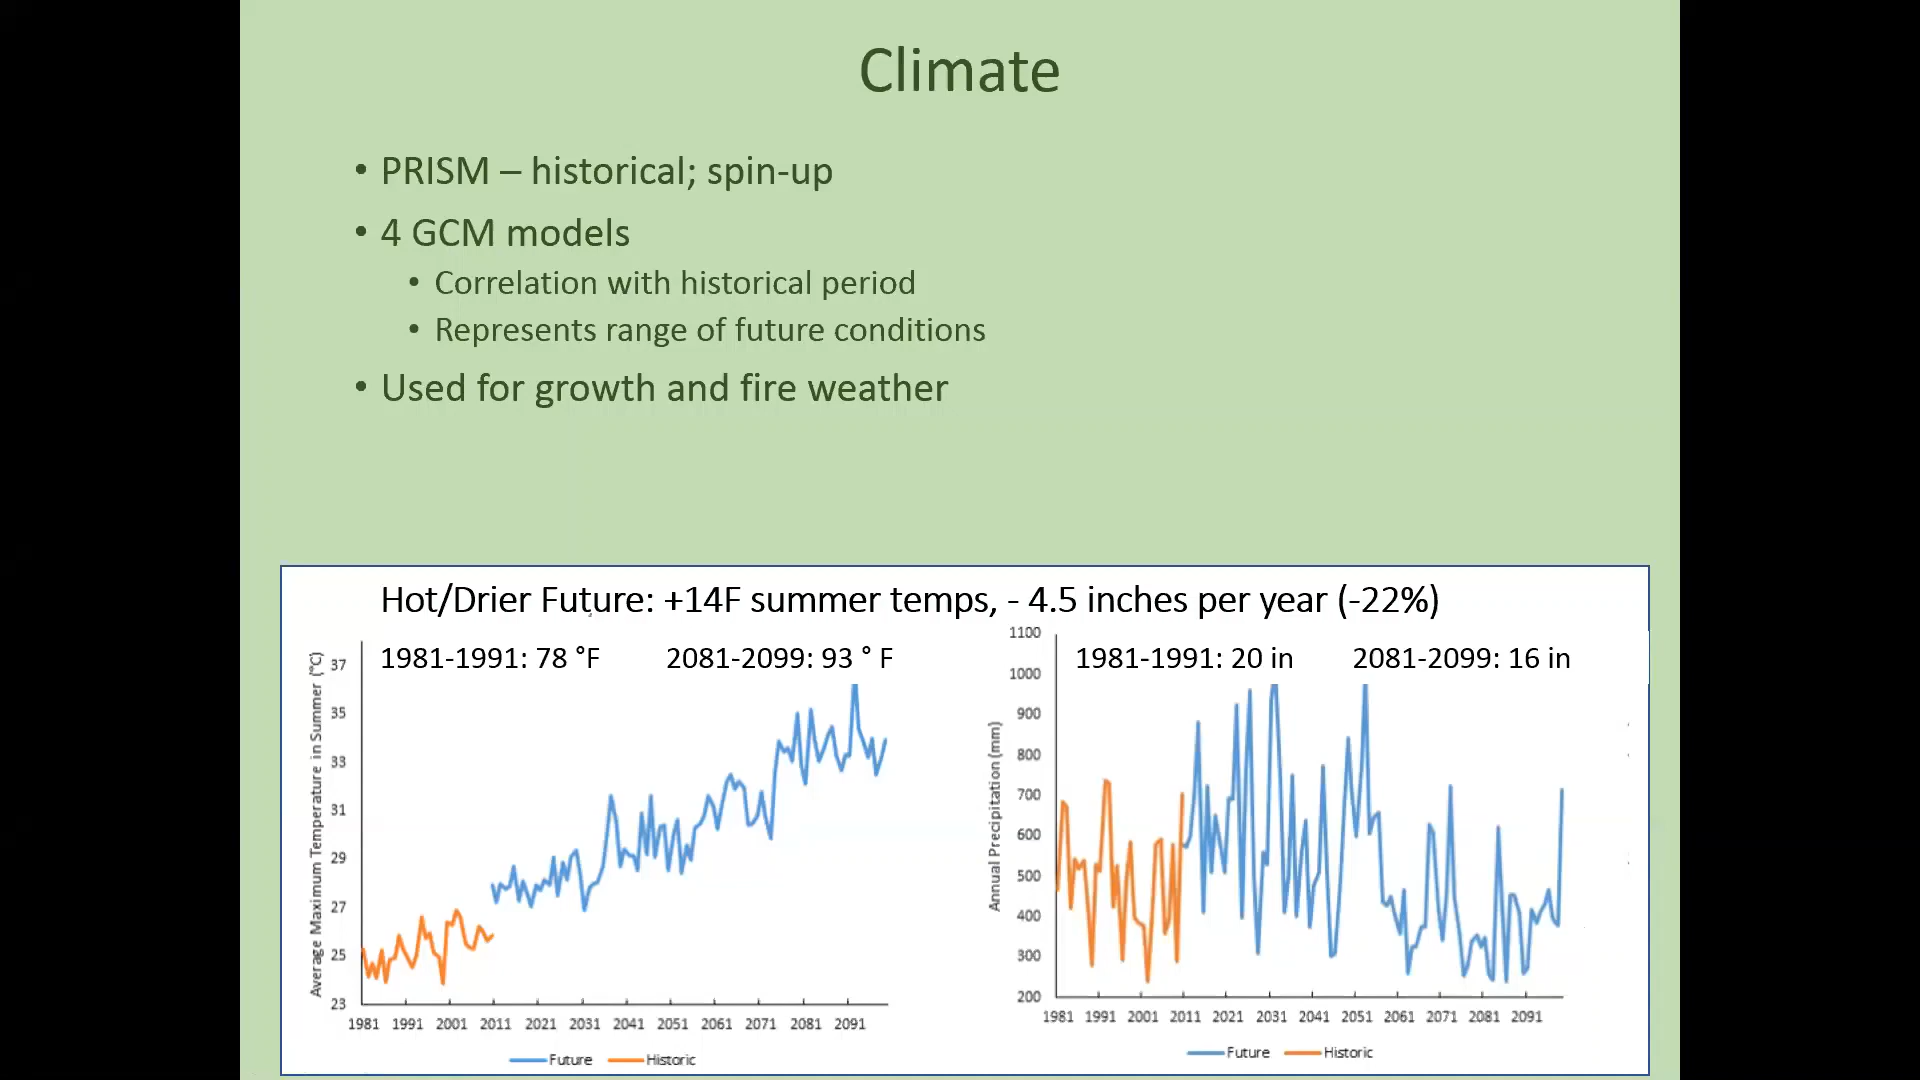 Climate
• PRISM – historical; spin-up
• 4 GCM models
• Correlation with historical period
• Represents range of future conditions
• Used for growth and fire weather
Hot/Drier Future: +14F summer temps, - 4.5 inches per year (-22%)
1981-1991: 78 °F
2081-2099: 93 ° F
Average Maximum Temperature in Summer (°C)
37
35
33
31
29
27
25
23
1981 1991 2001 2011 2021 2031 2041 2051 2061 2071 2081 2091
Future Historic
1981-1991: 20 in
2081-2099: 16 in
Annual Precipitation (mm)
1100
1000
900
800
700
600
500
400
300
200
1981 1991 2001 2011 2021 2031 2041 2051 2061 2071 2081 2091
Future Historic